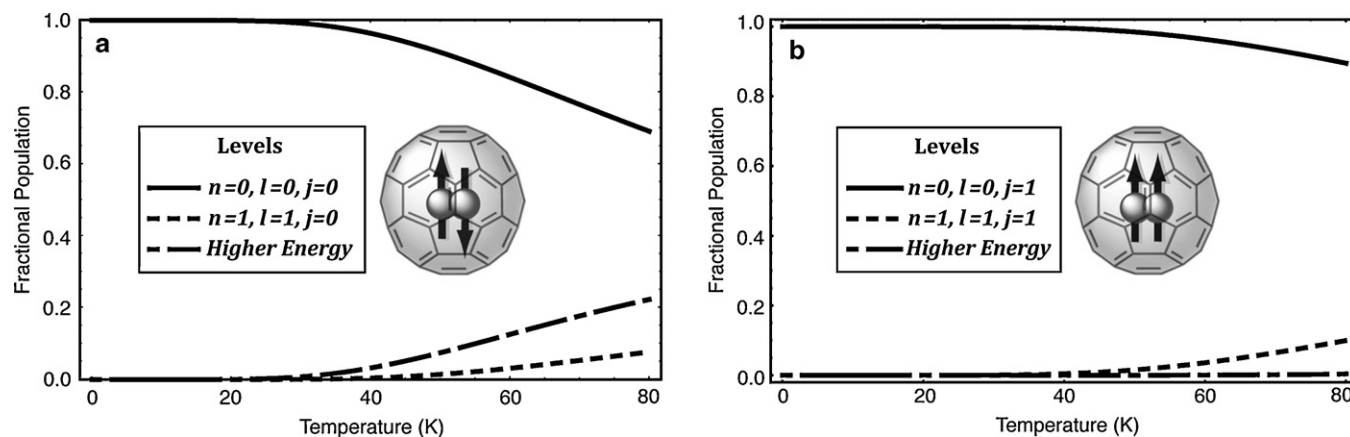 a
1.0
0.8
0.6
0.4
0.2
0.0
Fractional Population
Levels
n=0, l=0, j=0
n=1, l=1, j=0
Higher Energy
0 20 40 60 80
Temperature (K)
b
1.0
0.8
0.6
0.4
0.2
0.0
Fractional Population
Levels
n=0, l=0, j=1
n=1, l=1, j=1
Higher Energy
0 20 40 60 80
Temperature (K)